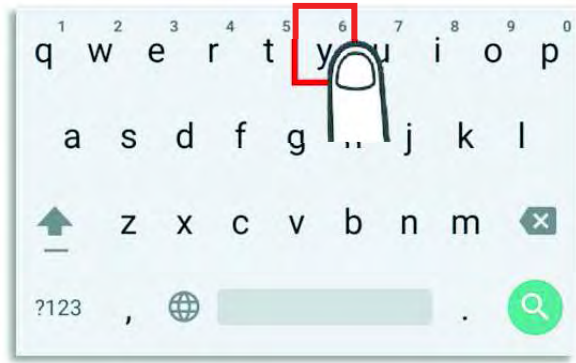 1 2 3 4 5 6 7 8 9 0
q w e r t y u i o p
a s d f g h j k l
z x c v b n m
?123 , .